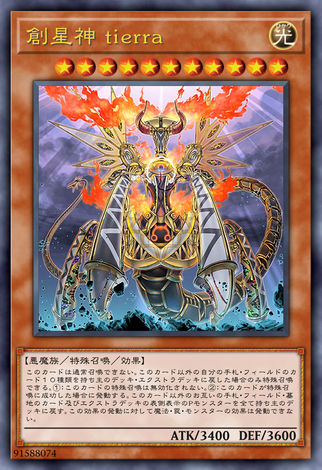 創星神 tierra
光
【悪魔族/特殊召喚/効果】
このカードは通常召喚できない。このカード以外の自分の手札・フィールドのカード10種類を持ち主のデッキ・エクストラデッキに戻した場合のみ特殊召喚
できる。①：このカードの特殊召喚は無効化されない。②：このカードが特殊召
喚に成功した場合に発動する。このカード以外のお互いの手札・フィールド・墓
地のカード及びエクストラデッキの表側表示のPモンスターを全て持ち主のデッ
キに戻す。この効果の発動に対して魔法・罠・モンスターの効果は発動できな
い。
ATK/3400 DEF/3600
91588074